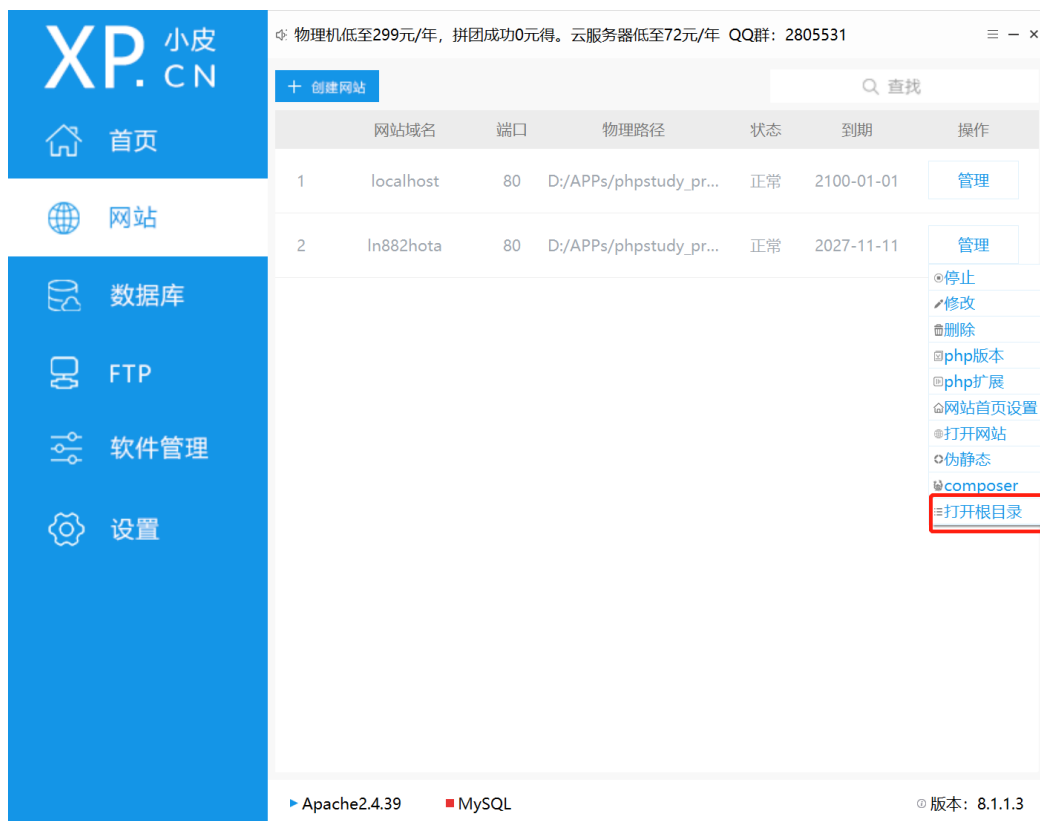 XP.CN 小皮
物理机低至299元/年，拼团成功0元得。云服务器低至72元/年 QQ群：2805531
首页
网站
数据库
FTP
软件管理
设置
创建网站
查找
网站域名 端口 物理路径 状态 到期 操作
1 localhost 80 D:/APPs/phpstudy_pr... 正常 2100-01-01 管理
2 ln882hota 80 D:/APPs/phpstudy_pr... 正常 2027-11-11 管理
停止
修改
删除
php版本
php扩展
网站首页设置
打开网站
伪静态
composer
打开根目录
Apache2.4.39 MySQL 版本：8.1.1.3